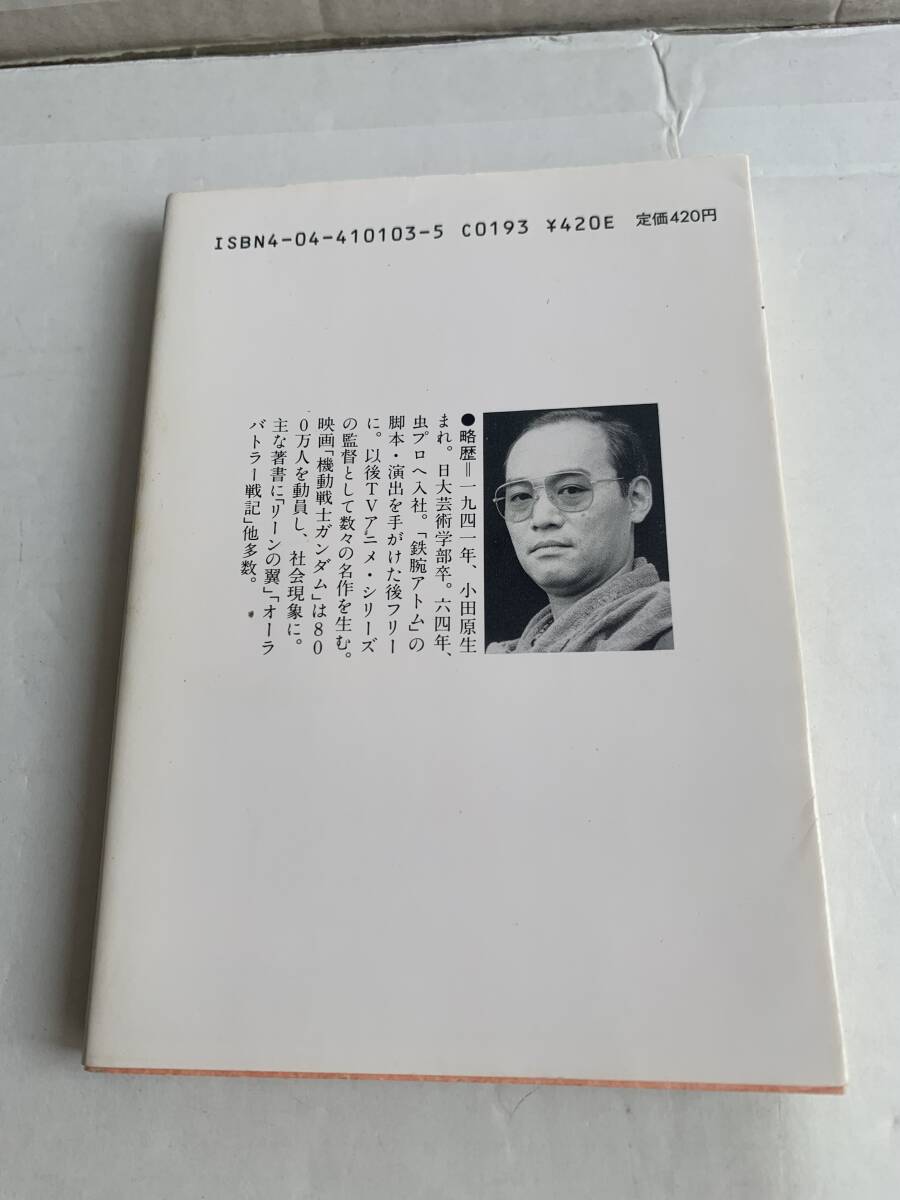 ISBN4-04-410103-5 C0193 ¥420E 定価420円
●略歴＝一九四一年、小田原生
まれ。日大芸術学部卒。六四年、
虫プロへ入社。「鉄腕アトム」の
脚本・演出を手がけた後フリー
に。以後TVアニメ・シリーズ
の監督として数々の名作を生む。
映画「機動戦士ガンダム」は80
0万人を動員し、社会現象に。
主な著書に「リーンの翼」「オーラ
バトラー戦記」他多数。